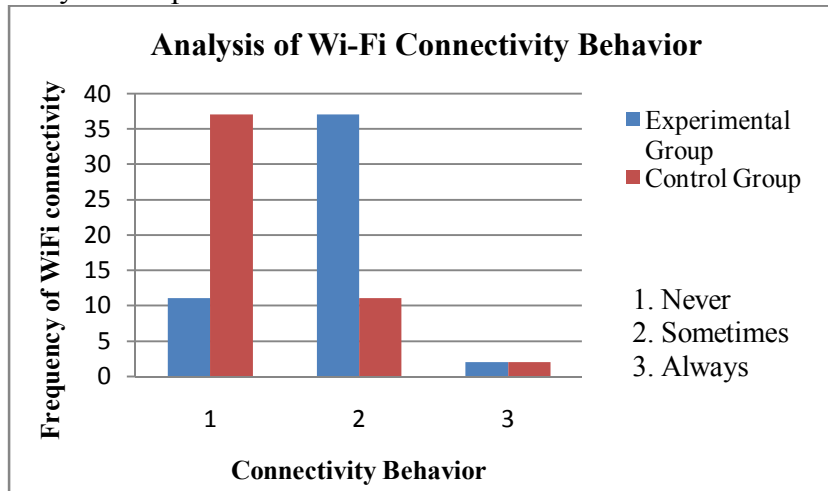 Analysis of Wi-Fi Connectivity Behavior
Frequency of WiFi connectivity
40
35
30
25
20
15
10
5
0
1
2
3
Connectivity Behavior
Experimental
Group
Control Group
1. Never
2. Sometimes
3. Always